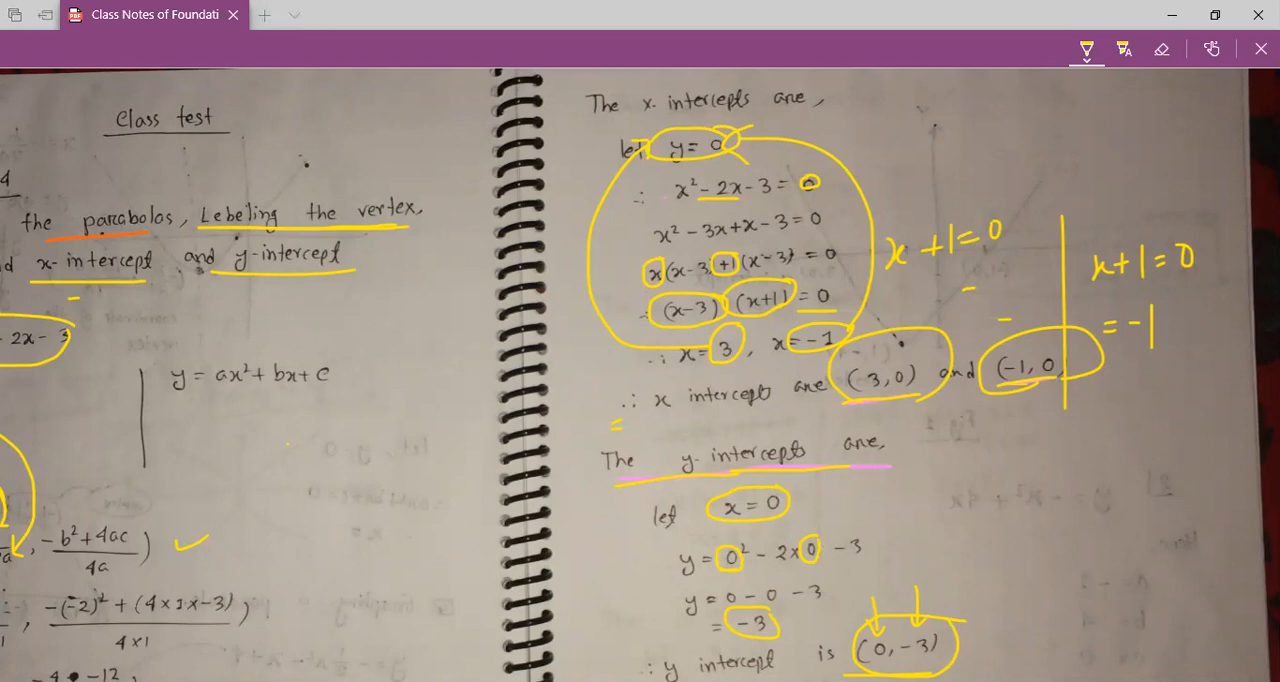 Class Notes of Foundati
Class test
4
the parabolas, Lebeling the vertex,
x-intercept and y-intercept
2x - 3
y = ax² + bx + c
, -b² + 4ac / 4a )
, -(-2)² + (4 × 1 × -3) / 4 × 1 )
-4 -12,
The x-intercepts are,
let y = 0
∴ x² - 2x - 3 = 0
x² - 3x + x - 3 = 0
x(x-3) +1(x-3) = 0
(x-3) (x+1) = 0
∴ x = 3, x = -1
∴ x intercepts are (3,0) and (-1,0)
x + 1 = 0
x + 1 = 0
= -1
The y-intercepts are,
let x = 0
y = 0² - 2×0 - 3
y = 0 - 0 - 3
= -3
∴ y intercept is (0,-3)